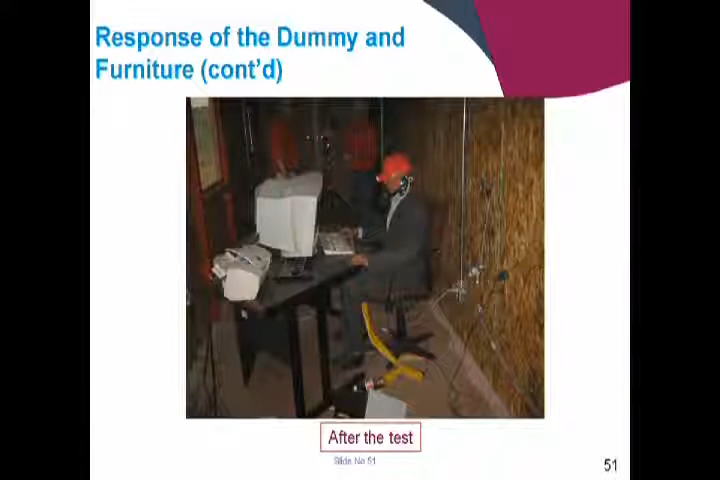 Response of the Dummy and
Furniture (cont'd)
After the test
Slide No 51
51